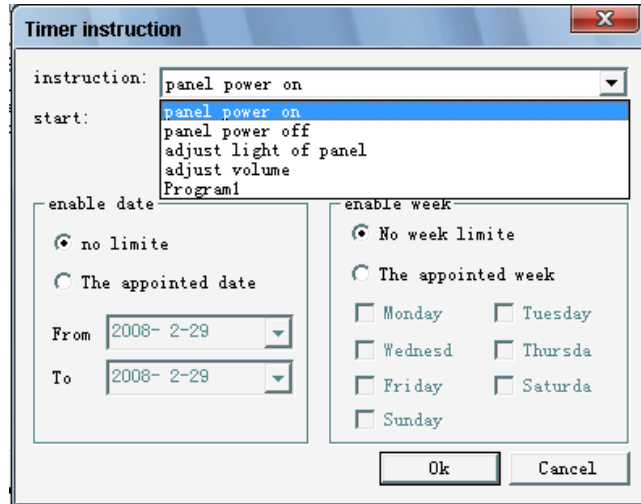 Timer instruction
instruction: panel power on
panel power on
start:
panel power off
adjust light of panel
adjust volume
Program1
enable date
enable week
no limite
No week limite
The appointed date
The appointed week
Monday Tuesday
From 2008- 2-29
Wednesd Thursda
To 2008- 2-29
Friday Saturda
Sunday
Ok Cancel